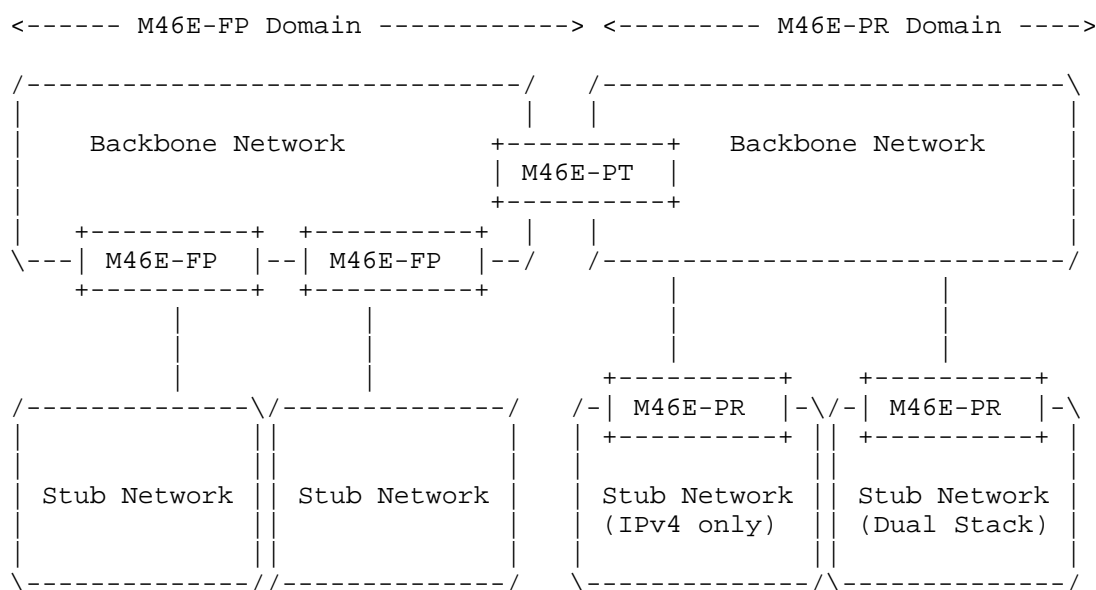 <------ M46E-FP Domain ------------> <--------- M46E-PR Domain ---->
Backbone Network Backbone Network
M46E-PT
M46E-FP M46E-FP
M46E-PR M46E-PR
Stub Network Stub Network Stub Network Stub Network
(IPv4 only) (Dual Stack)